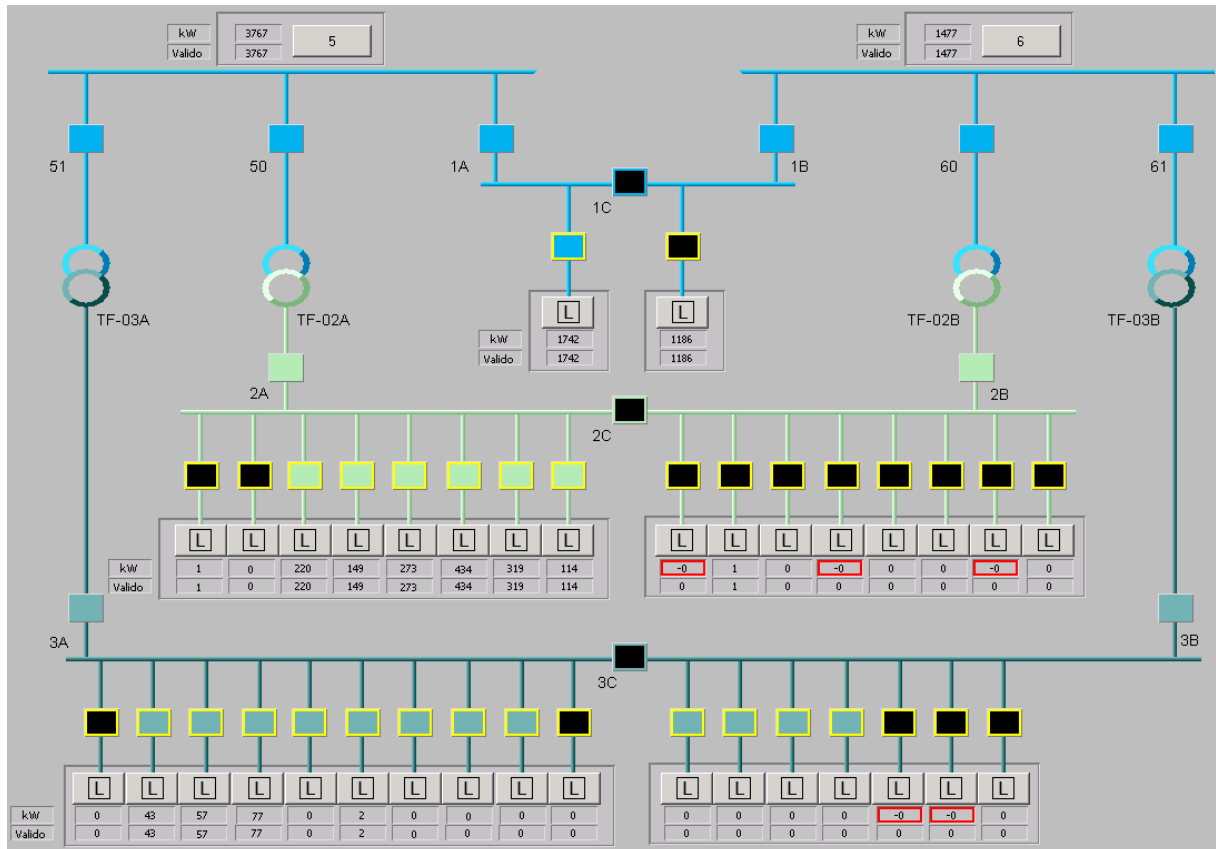 kW 3767 5 kW 1477 6
Valido 3767 Valido 1477
51 50 1A 1B 60 61
1C
L L
TF-03A TF-02A TF-02B TF-03B
kW 1742 1186
Valido 1742 1186
2A 2B
2C
L L L L L L L L L L L L L L L L
kW 1 0 220 149 273 434 319 114 -0 1 0 -0 0 0 -0 0
Valido 1 0 220 149 273 434 319 114 0 1 0 0 0 0 0 0
3A 3B
3C
L L L L L L L L L L L L L L L L L
kW 0 43 57 77 0 2 0 0 0 0 0 0 0 0 -0 -0 0
Valido 0 43 57 77 0 2 0 0 0 0 0 0 0 0 0 0 0